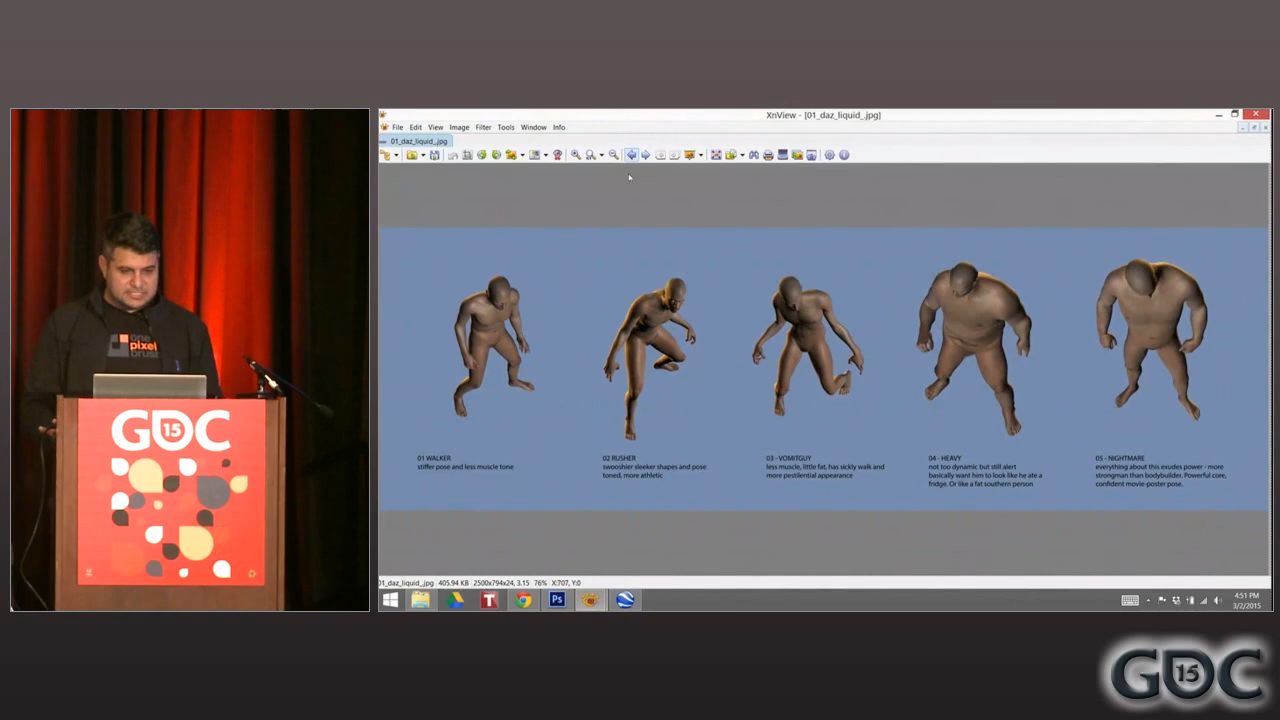 XnView - [01_daz_liquid_.jpg]
File Edit View Image Filter Tools Window Info
01_daz_liquid_.jpg
one
pixel
brush
GDC
15
01 WALKER
stiffer pose and less muscle tone
02 RUSHER
swooshier sleeker shapes and pose
toned, more athletic
03 - VOMITGUY
less muscle, little fat, has sickly walk and
more pestilential appearance
04 - HEAVY
not too dynamic but still alert
basically want him to look like he ate a
fridge. Or like a fat southern person
05 - NIGHTMARE
everything about this exudes power - more
strongman than bodybuilder. Powerful core,
confident movie-poster pose.
01_daz_liquid_.jpg 405.94 KB 2500x794x24, 3.15 76% X:707, Y:0
T
Ps
4:51 PM
3/2/2015
GDC
15